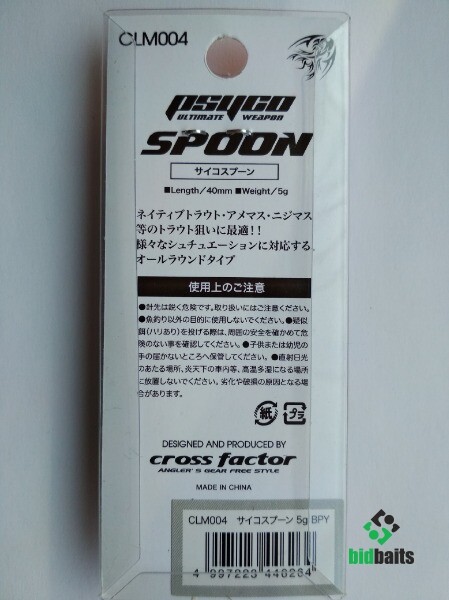 CLM004
PSYCO
ULTIMATE WEAPON
SPOON
サイコスプーン
■Length/40mm ■Weight/5g
ネイティブトラウト・アメマス・ニジマス
等のトラウト狙いに最適!!
様々なシュチュエーションに対応する
オールラウンドタイプ
使用上のご注意
●針先は鋭く危険です。取り扱いにはご注意ください。
●魚釣り以外の目的に使用しないでください。●疑似
餌(ハリあり)を投げる際は、周囲の安全を確かめて危
険のない事を確認してください。●子供または幼児の
手の届かないところへ保管してください。●直射日光
のあたる場所、炎天下の車内等、高温多湿になる場所
に放置しないでください。劣化や破損の原因となる場
合があります。
紙 プラ
DESIGNED AND PRODUCED BY
cross factor
ANGLER'S GEAR FREE STYLE
MADE IN CHINA
CLM004 サイコスプーン 5g BPY
4 997223 446264
bidbaits